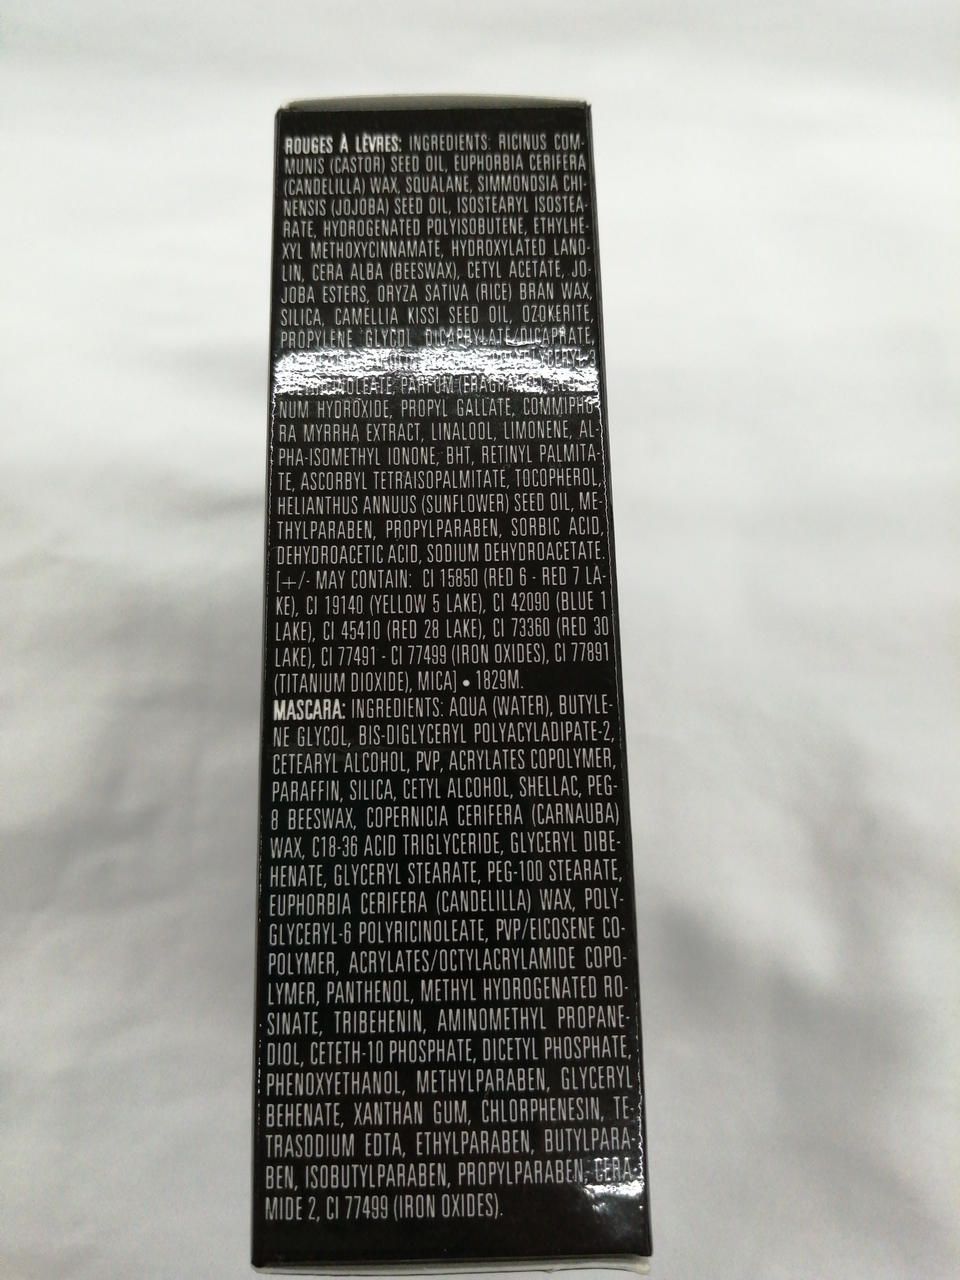 ROUGES À LÈVRES: INGREDIENTS: RICINUS COM-
MUNIS (CASTOR) SEED OIL, EUPHORBIA CERIFERA
(CANDELILLA) WAX, SQUALANE, SIMMONDSIA CHI-
NENSIS (JOJOBA) SEED OIL, ISOSTEARYL ISOSTEA-
RATE, HYDROGENATED POLYISOBUTENE, ETHYLHE-
XYL METHOXYCINNAMATE, HYDROXYLATED LANO-
LIN, CERA ALBA (BEESWAX), CETYL ACETATE, JO-
JOBA ESTERS, ORYZA SATIVA (RICE) BRAN WAX,
SILICA, CAMELLIA KISSI SEED OIL, OZOKERITE,
PROPYLENE GLYCOL DICAPRYLATE/DICAPRATE,
PARFUM (FRAGRANCE),
NUM HYDROXIDE, PROPYL GALLATE, COMMIPHO-
RA MYRRHA EXTRACT, LINALOOL, LIMONENE, AL-
PHA-ISOMETHYL IONONE, BHT, RETINYL PALMITA-
TE, ASCORBYL TETRAISOPALMITATE, TOCOPHEROL,
HELIANTHUS ANNUUS (SUNFLOWER) SEED OIL, ME-
THYLPARABEN, PROPYLPARABEN, SORBIC ACID,
DEHYDROACETIC ACID, SODIUM DEHYDROACETATE.
[+/- MAY CONTAIN: CI 15850 (RED 6 - RED 7 LA-
KE), CI 19140 (YELLOW 5 LAKE), CI 42090 (BLUE 1
LAKE), CI 45410 (RED 28 LAKE), CI 73360 (RED 30
LAKE), CI 77491 - CI 77499 (IRON OXIDES), CI 77891
(TITANIUM DIOXIDE), MICA] • 1829M.
MASCARA: INGREDIENTS: AQUA (WATER), BUTYLE-
NE GLYCOL, BIS-DIGLYCERYL POLYACYLADIPATE-2,
CETEARYL ALCOHOL, PVP, ACRYLATES COPOLYMER,
PARAFFIN, SILICA, CETYL ALCOHOL, SHELLAC, PEG-
8 BEESWAX, COPERNICIA CERIFERA (CARNAUBA)
WAX, C18-36 ACID TRIGLYCERIDE, GLYCERYL DIBE-
HENATE, GLYCERYL STEARATE, PEG-100 STEARATE,
EUPHORBIA CERIFERA (CANDELILLA) WAX, POLY-
GLYCERYL-6 POLYRICINOLEATE, PVP/EICOSENE CO-
POLYMER, ACRYLATES/OCTYLACRYLAMIDE COPO-
LYMER, PANTHENOL, METHYL HYDROGENATED RO-
SINATE, TRIBEHENIN, AMINOMETHYL PROPANE-
DIOL, CETETH-10 PHOSPHATE, DICETYL PHOSPHATE,
PHENOXYETHANOL, METHYLPARABEN, GLYCERYL
BEHENATE, XANTHAN GUM, CHLORPHENESIN, TE-
TRASODIUM EDTA, ETHYLPARABEN, BUTYLPARA-
BEN, ISOBUTYLPARABEN, PROPYLPARABEN, CERA-
MIDE 2, CI 77499 (IRON OXIDES).